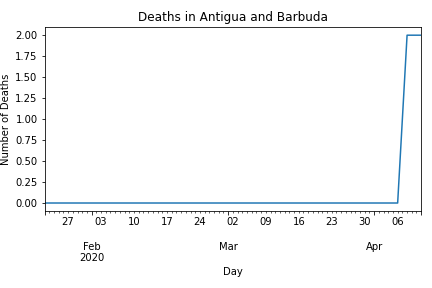 Deaths in Antigua and Barbuda
2.00
1.75
1.50
1.25
1.00
0.75
0.50
0.25
0.00
Number of Deaths
27 03 10 17 24 02 09 16 23 30 06
Feb Mar Apr
2020
Day